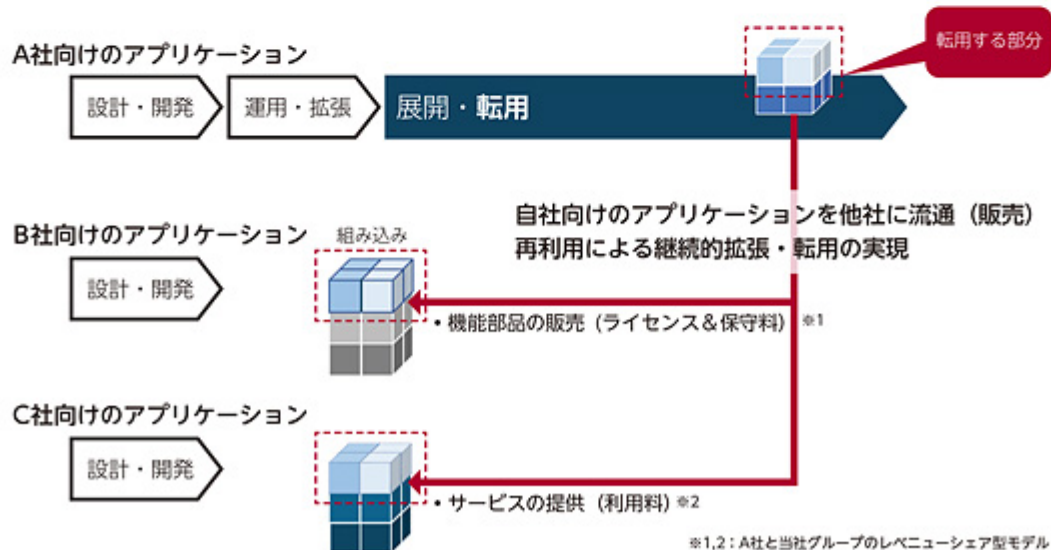 転用する部分
A社向けのアプリケーション
設計・開発
運用・拡張
展開・転用
自社向けのアプリケーションを他社に流通（販売）
再利用による継続的拡張・転用の実現
B社向けのアプリケーション
組み込み
設計・開発
・機能部品の販売（ライセンス＆保守料）※1
C社向けのアプリケーション
設計・開発
・サービスの提供（利用料）※2
※1,2：A社と当社グループのレベニューシェア型モデル